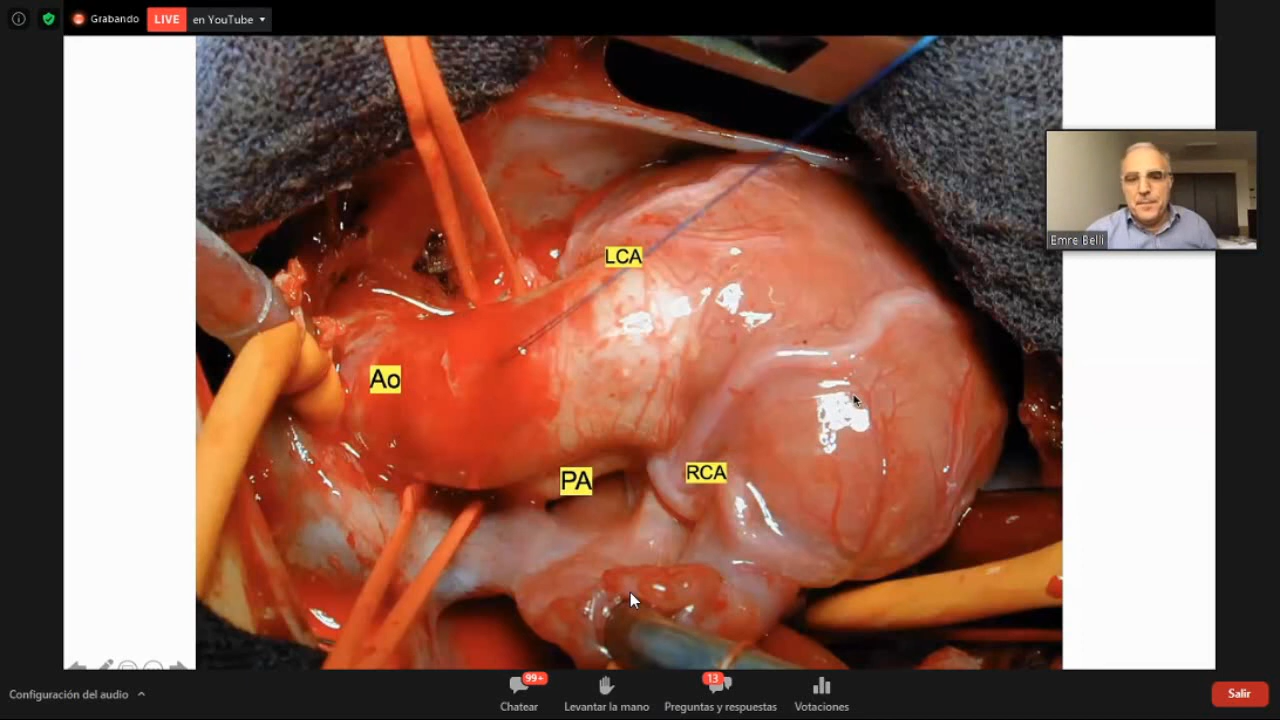 Grabando
LIVE en YouTube
Emre Belli
LCA
Ao
RCA
PA
Configuración del audio
99+
13
Chatear
Levantar la mano
Preguntas y respuestas
Votaciones
Salir